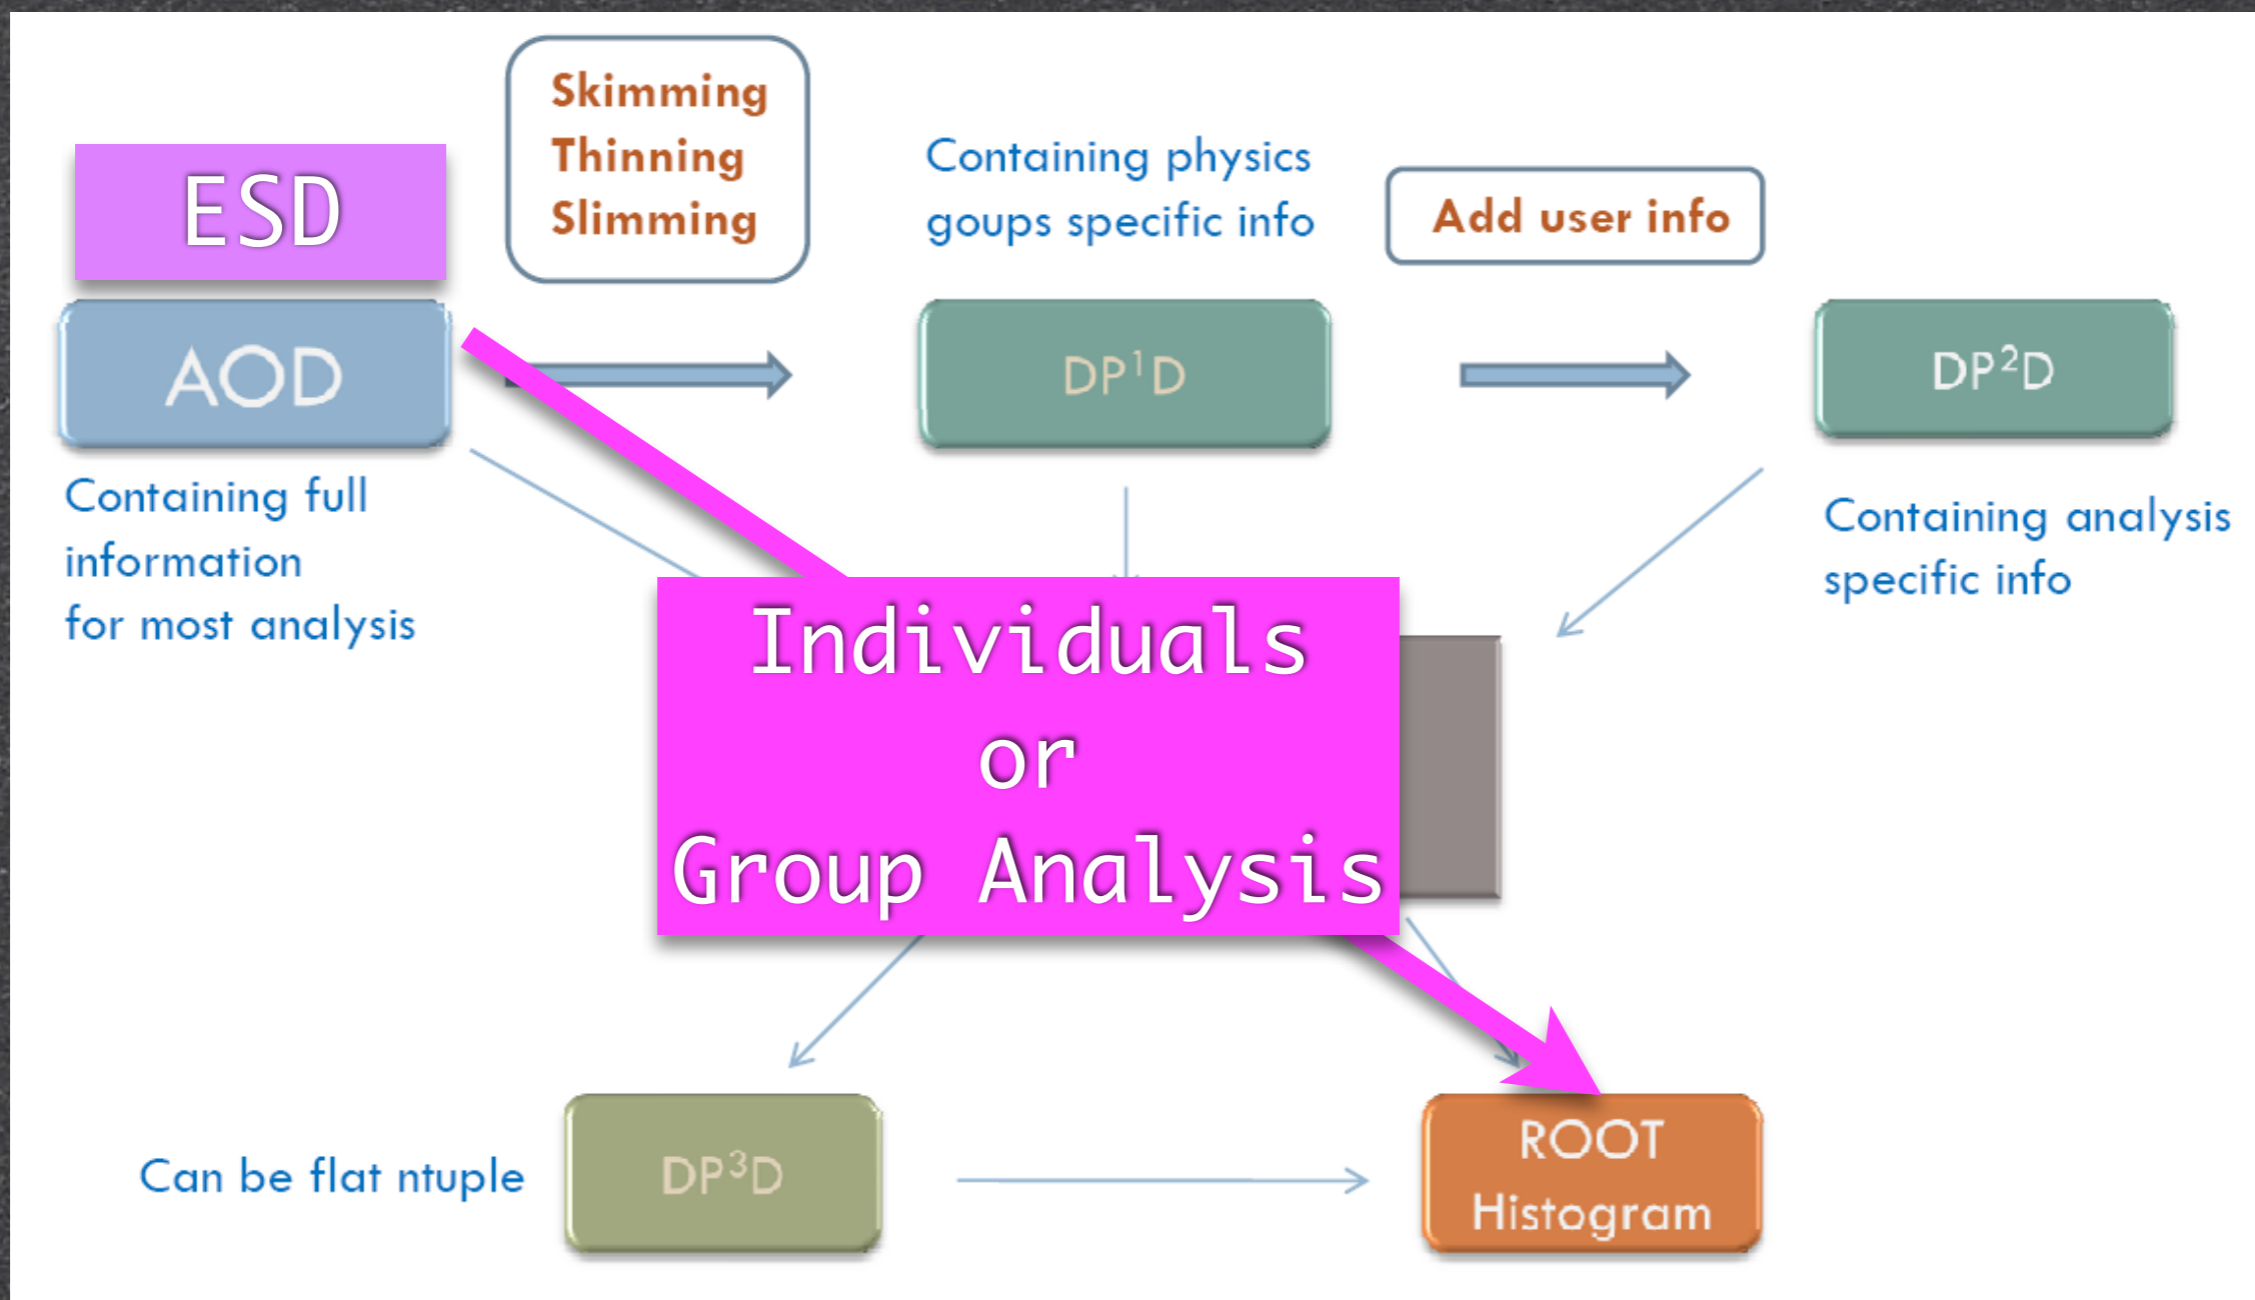 Skimming
Thinning
Slimming
ESD
Containing physics
goups specific info
Add user info
AOD
DP¹D
DP²D
Containing full
information
for most analysis
Containing analysis
specific info
Individuals
or
Group Analysis
Can be flat ntuple
DP³D
ROOT
Histogram